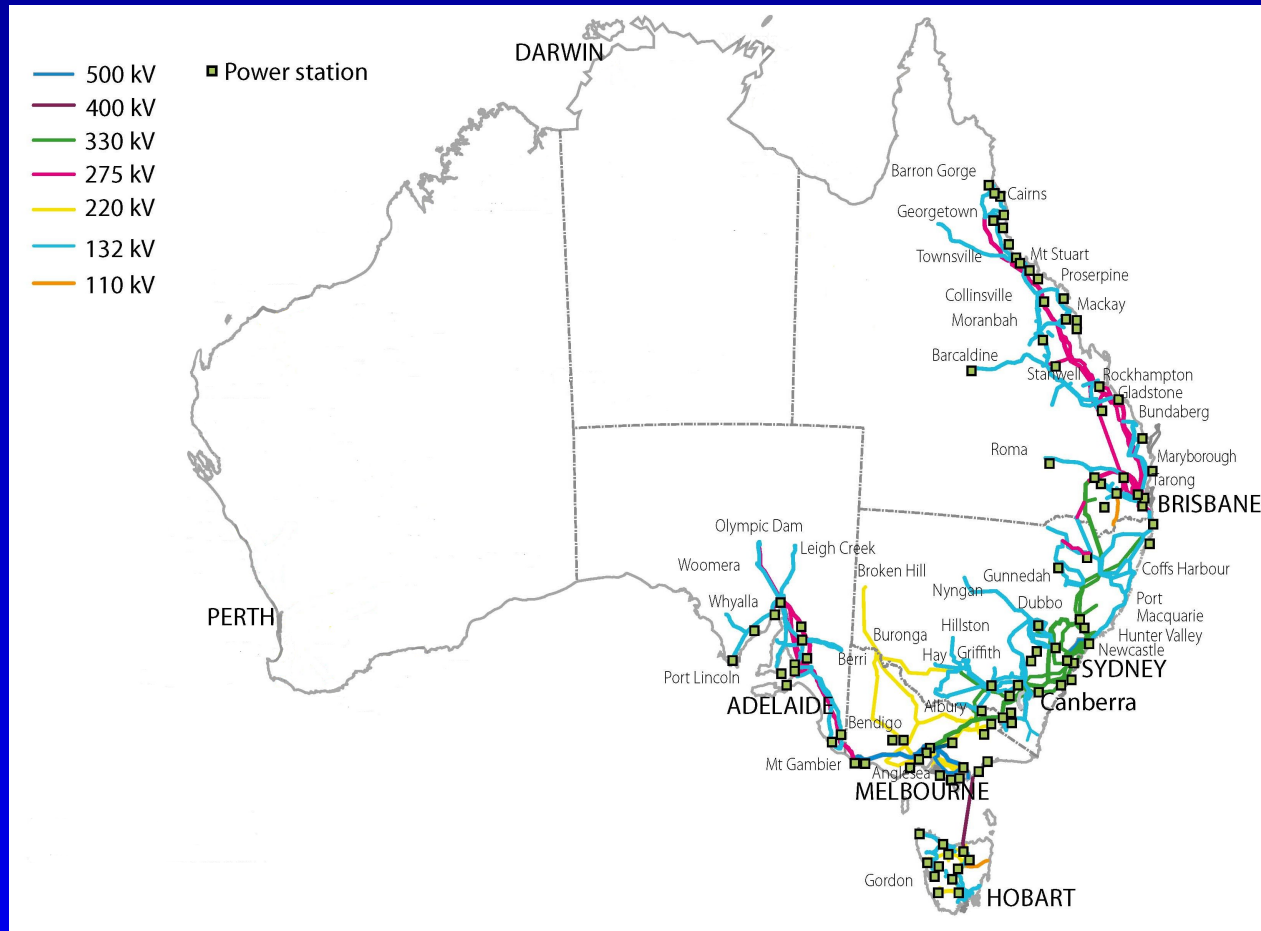 DARWIN
500 kV
Power station
400 kV
330 kV
275 kV
220 kV
132 kV
110 kV
Barron Gorge
Cairns
Georgetown
Townsville
Mt Stuart
Proserpine
Collinsville
Mackay
Moranbah
Barcaldine
Stanwell
Rockhampton
Gladstone
Bundaberg
Roma
Maryborough
Tarong
BRISBANE
Olympic Dam
Leigh Creek
Woomera
Broken Hill
Coffs Harbour
Gunnedah
Nyngan
Whyalla
Dubbo
Port
Macquarie
PERTH
Hillston
Hunter Valley
Buronga
Newcastle
Hay
Griffith
Berri
SYDNEY
Port Lincoln
ADELAIDE
Canberra
Albury
Bendigo
Mt Gambier
Anglesea
MELBOURNE
Gordon
HOBART